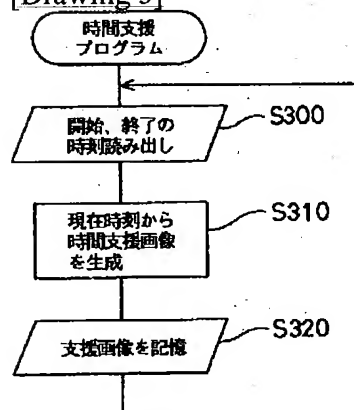 [Drawing 9]
時間支援
プログラム
開始、終了の
時刻読み出し
S300
現在時刻から
時間支援画像
を生成
S310
支援画像を記憶
S320